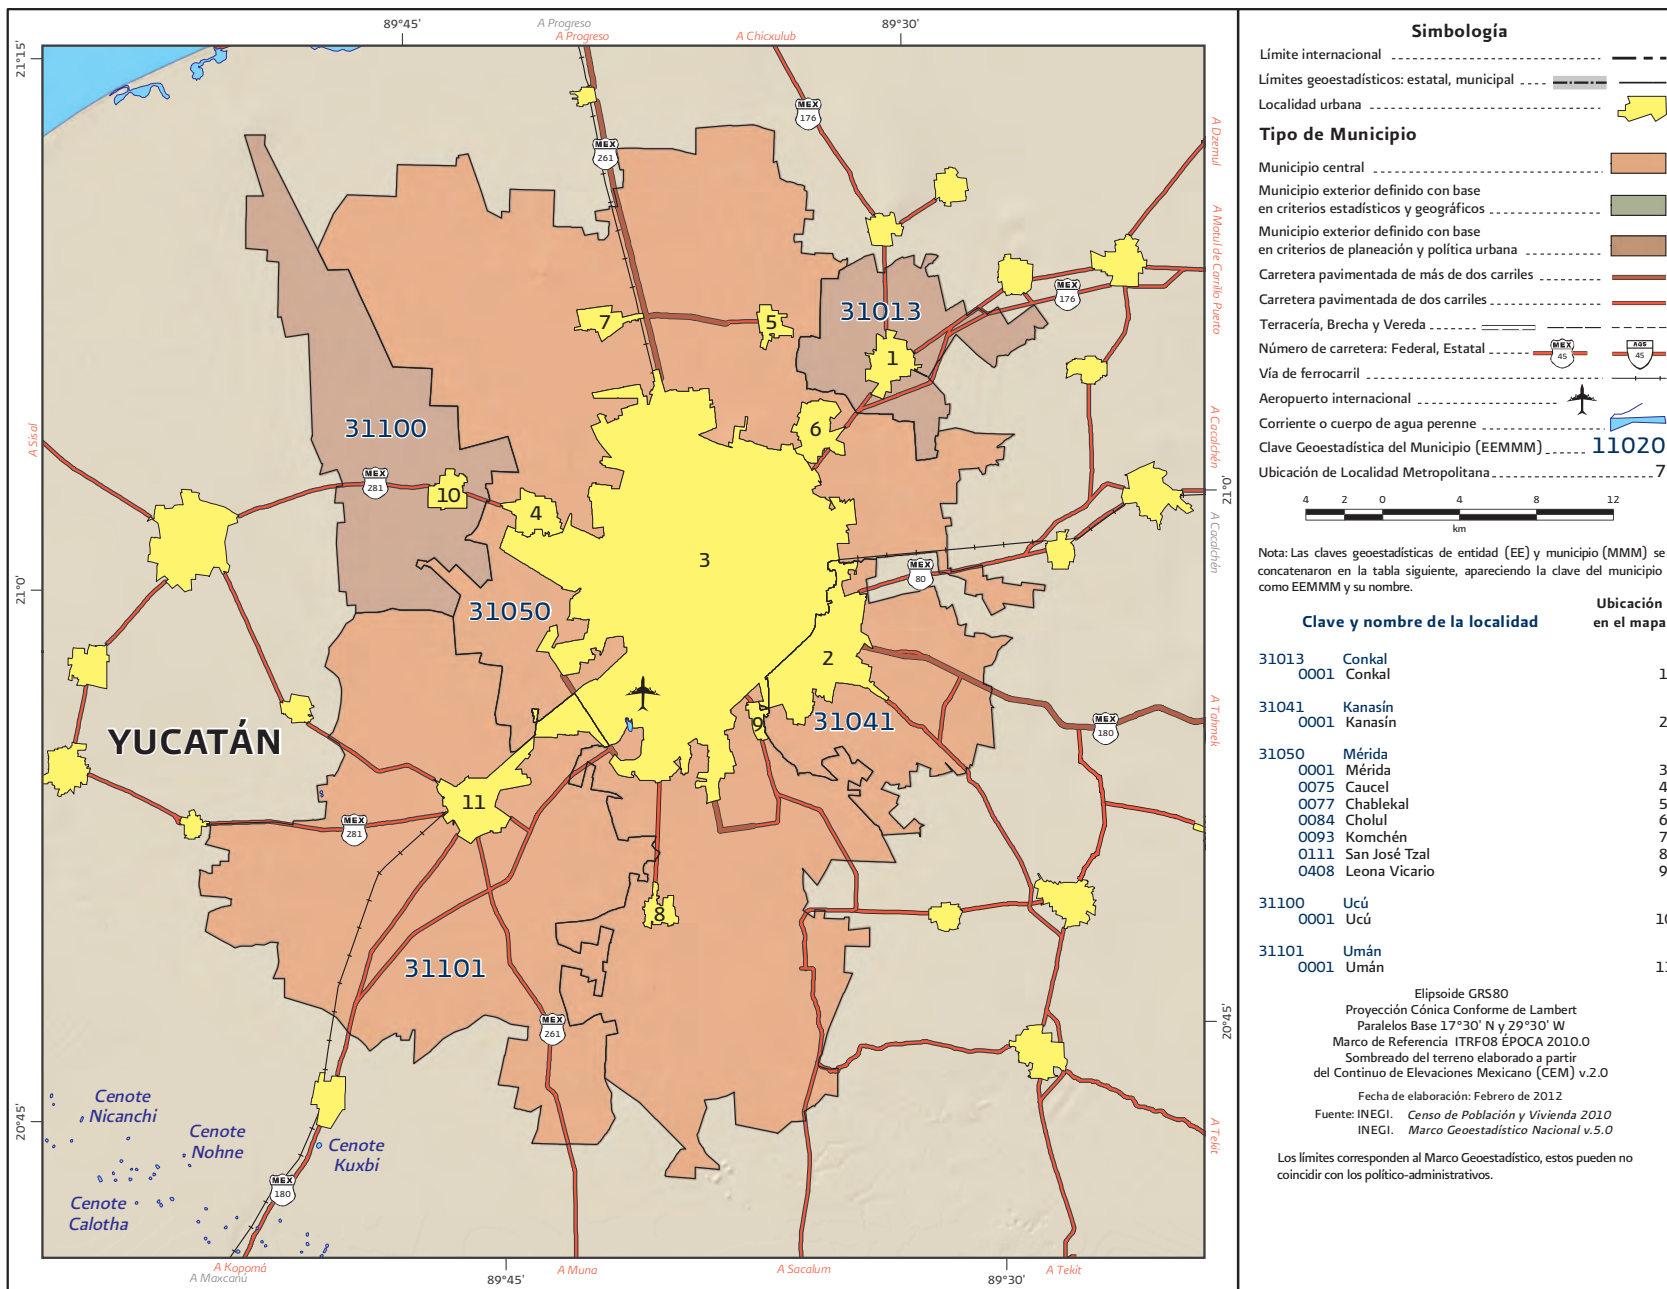 89°45'
A Progreso
A Progreso
A Chicxulub
89°30'
21°15'
MEX
176
MEX
261
A Dzemul
A Motul de Carrillo Puerto
31013
MEX
176
7
5
1
31100
6
A Sisal
A Cacalchén
MEX
281
10
4
21°0'
A Cacalchén
3
MEX
80
21°0'
31050
2
9
31041
A Tahmek
MEX
180
YUCATÁN
11
MEX
281
8
31101
MEX
261
20°45'
20°45'
Cenote
Nicanchi
Cenote
Nohne
Cenote
Kuxbi
Cenote
Calotha
MEX
180
A Tekit
A Kopomá
A Maxcanú
89°45'
A Muna
A Sacalum
89°30'
A Tekit
Simbología
Límite internacional
Límites geoestadísticos: estatal, municipal
Localidad urbana
Tipo de Municipio
Municipio central
Municipio exterior definido con base
en criterios estadísticos y geográficos
Municipio exterior definido con base
en criterios de planeación y política urbana
Carretera pavimentada de más de dos carriles
Carretera pavimentada de dos carriles
Terracería, Brecha y Vereda
Número de carretera: Federal, Estatal MEX 45 AGS 45
Vía de ferrocarril
Aeropuerto internacional
Corriente o cuerpo de agua perenne
Clave Geoestadística del Municipio (EEMMM) 11020
Ubicación de Localidad Metropolitana 7
4 2 0 4 8 12
km
Nota: Las claves geoestadísticas de entidad (EE) y municipio (MMM) se
concatenaron en la tabla siguiente, apareciendo la clave del municipio
como EEMMM y su nombre.
Ubicación
Clave y nombre de la localidad en el mapa
31013 Conkal
0001 Conkal 1
31041 Kanasín
0001 Kanasín 2
31050 Mérida
0001 Mérida 3
0075 Caucel 4
0077 Chablekal 5
0084 Cholul 6
0093 Komchén 7
0111 San José Tzal 8
0408 Leona Vicario 9
31100 Ucú
0001 Ucú 10
31101 Umán
0001 Umán 11
Elipsoide GRS80
Proyección Cónica Conforme de Lambert
Paralelos Base 17°30' N y 29°30' W
Marco de Referencia ITRF08 ÉPOCA 2010.0
Sombreado del terreno elaborado a partir
del Continuo de Elevaciones Mexicano (CEM) v.2.0
Fecha de elaboración: Febrero de 2012
Fuente: INEGI. Censo de Población y Vivienda 2010
INEGI. Marco Geoestadístico Nacional v.5.0
Los límites corresponden al Marco Geoestadístico, estos pueden no
coincidir con los político-administrativos.